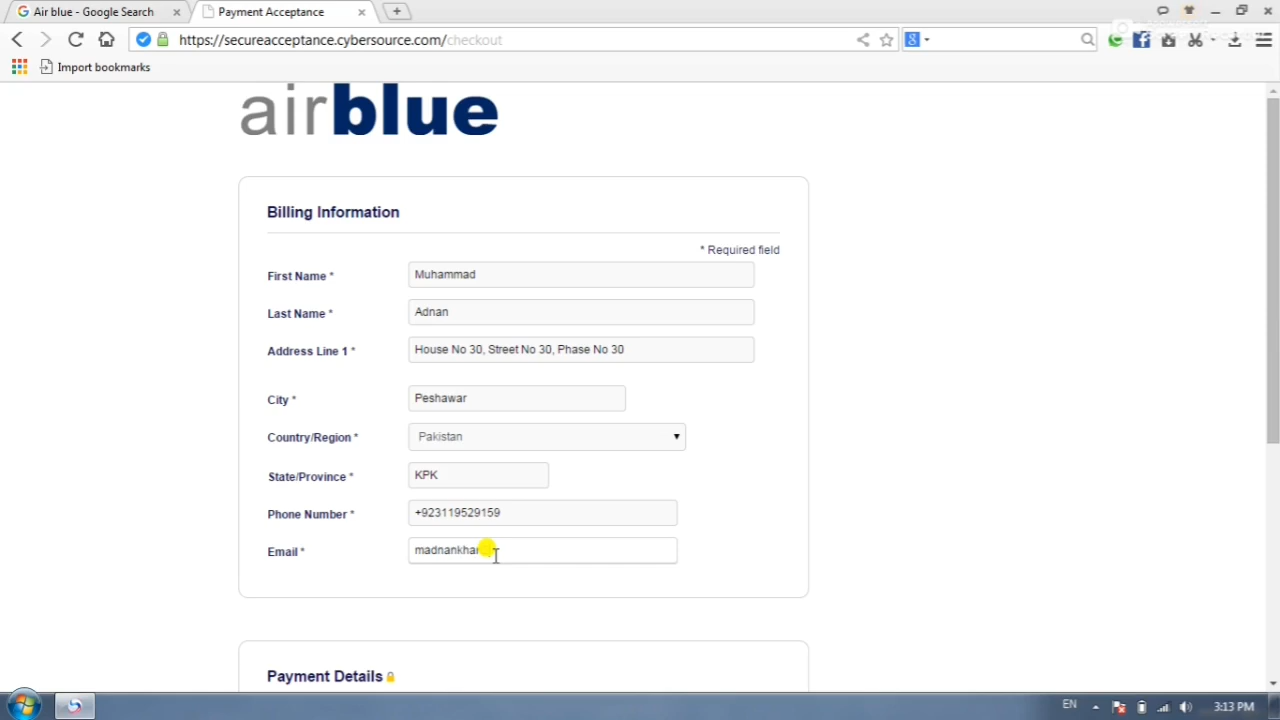 Air blue - Google Search
Payment Acceptance
https://secureacceptance.cybersource.com/checkout
Import bookmarks
airblue
Billing Information
* Required field
First Name * Muhammad
Last Name * Adnan
Address Line 1 * House No 30, Street No 30, Phase No 30
City * Peshawar
Country/Region * Pakistan
State/Province * KPK
Phone Number * +923119529159
Email *
Payment Details
EN 3:13 PM